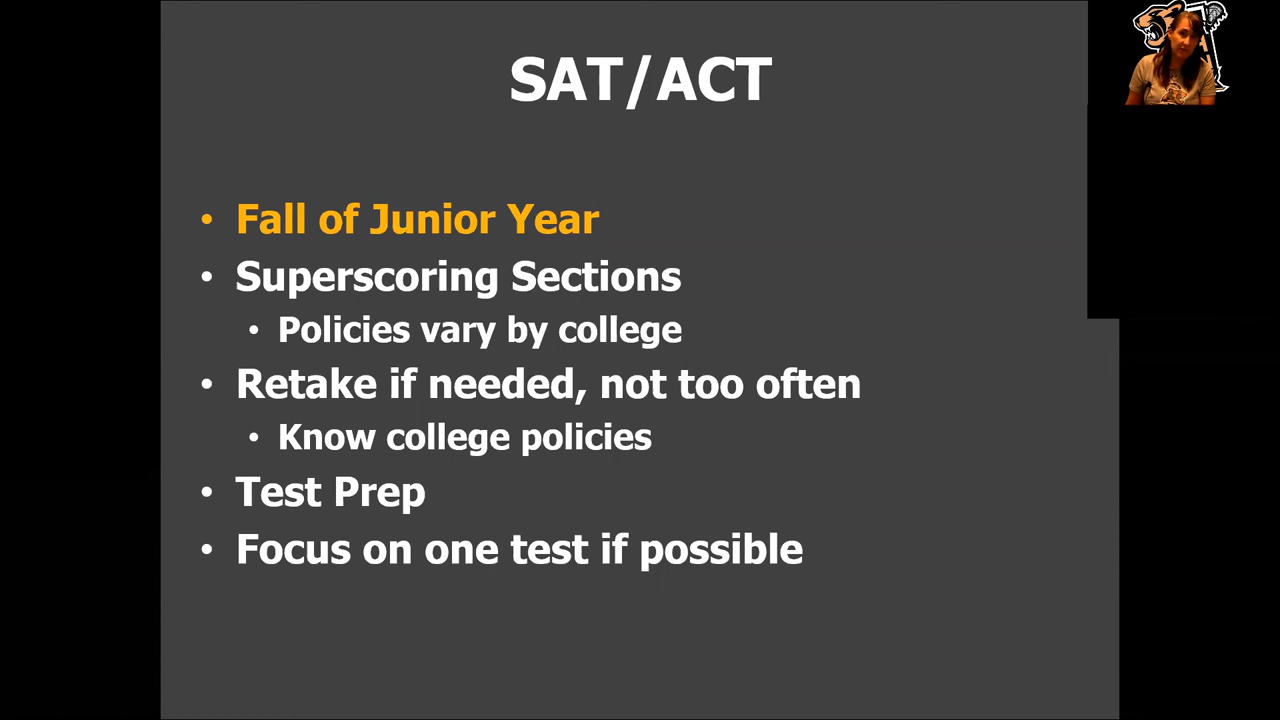 SAT/ACT
• Fall of Junior Year
• Superscoring Sections
• Policies vary by college
• Retake if needed, not too often
• Know college policies
• Test Prep
• Focus on one test if possible